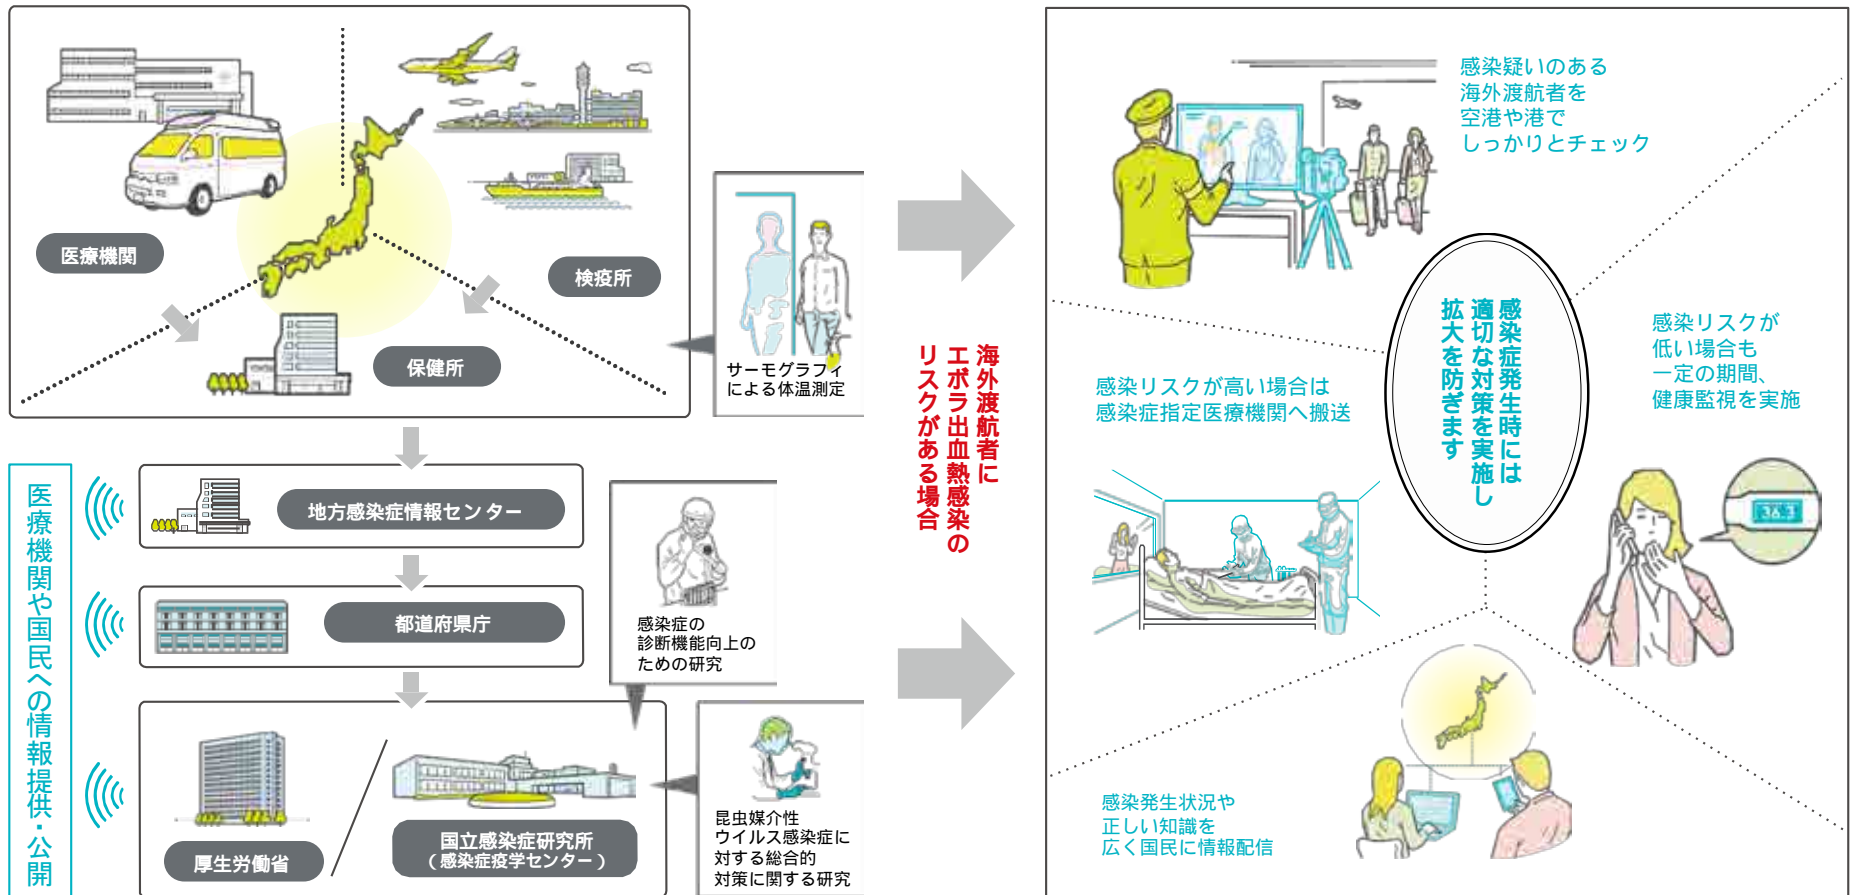 医療機関
検疫所
保健所
サーモグラフィ
による体温測定
地方感染症情報センター
都道府県庁
厚生労働省
国立感染症研究所
(感染症疫学センター)
感染症の
診断機能向上の
ための研究
昆虫媒介性
ウイルス感染症に
対する総合的
対策に関する研究
医療機関や国民への情報提供・公開
海外渡航者に
エボラ出血熱感染の
リスクがある場合
感染疑いのある
海外渡航者を
空港や港で
しっかりとチェック
感染症発生時には
適切な対策を実施し
拡大を防ぎます
感染リスクが
低い場合も
一定の期間、
健康監視を実施
36.3
感染リスクが高い場合は
感染症指定医療機関へ搬送
感染発生状況や
正しい知識を
広く国民に情報配信